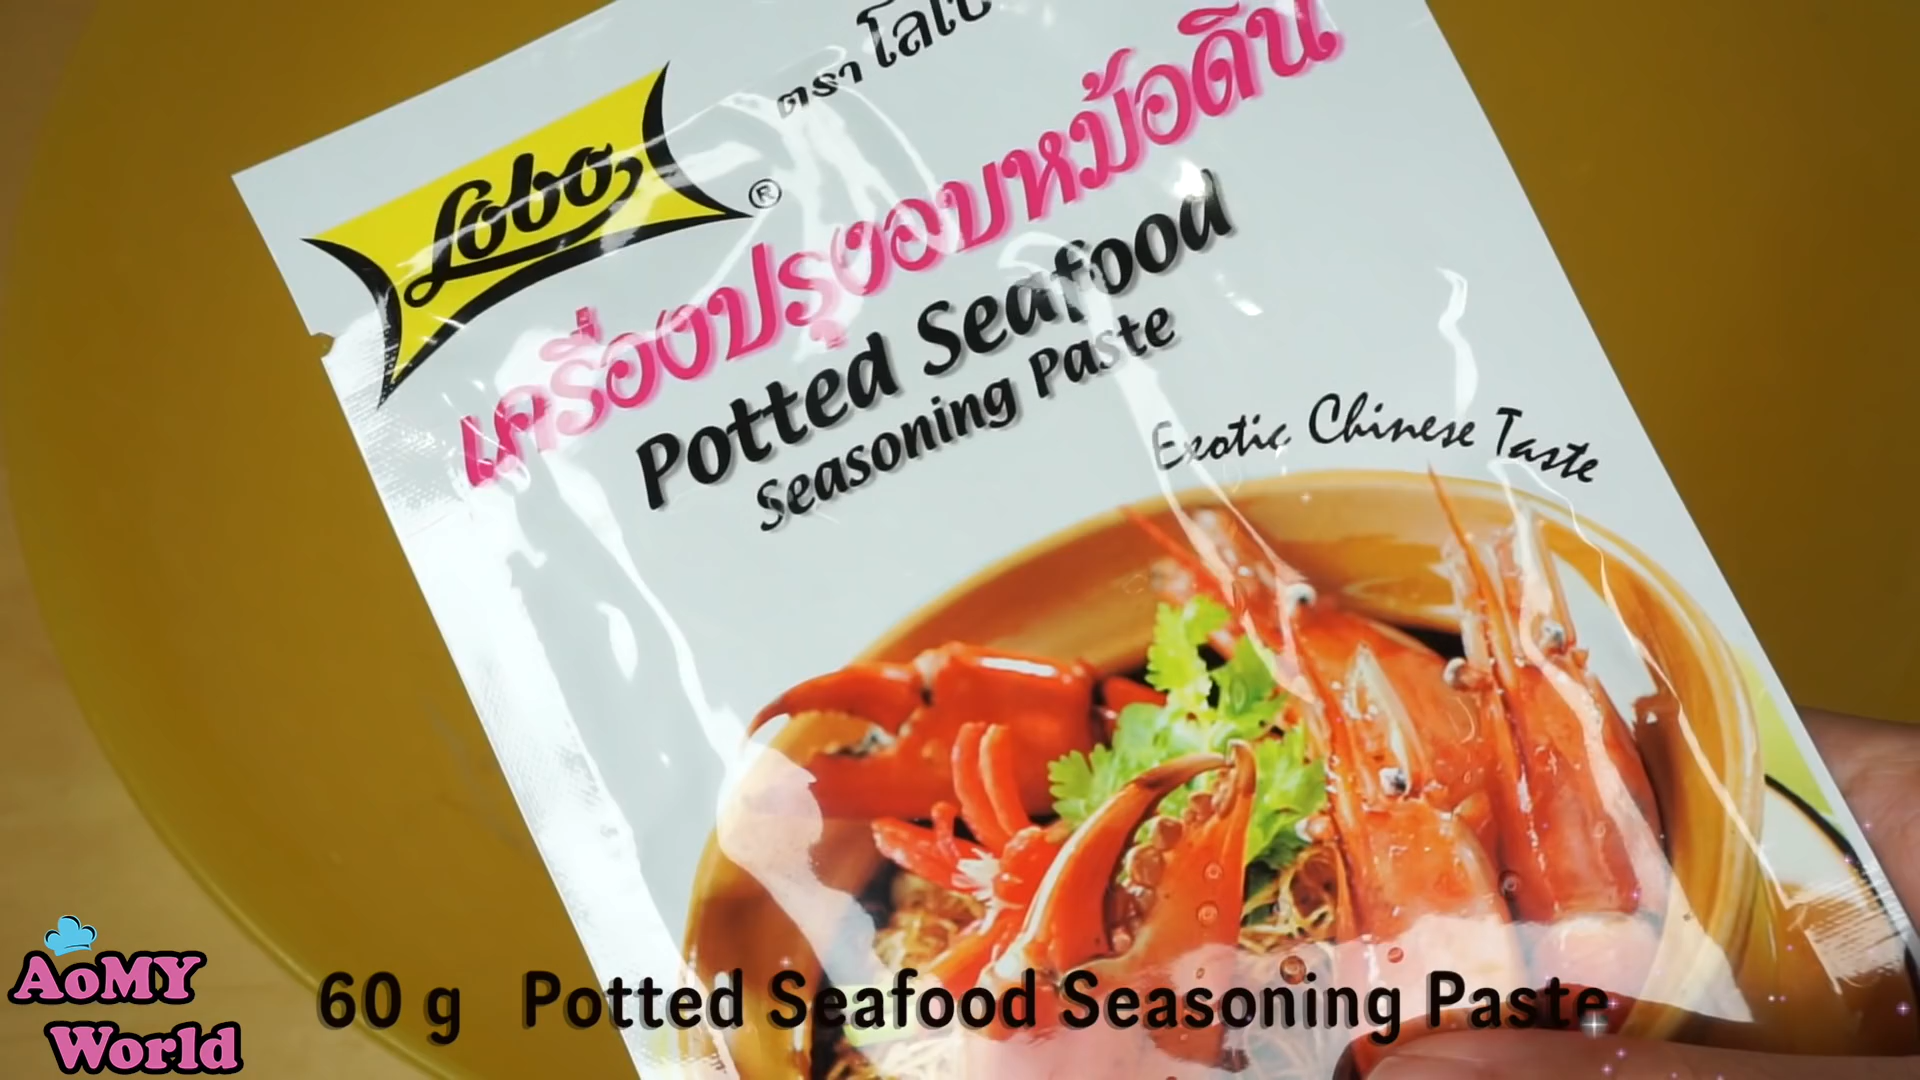 ตรา โลโบ
Lobo ®
เครื่องปรุงอบหม้อดิน
Potted Seafood
Seasoning Paste
Exotic Chinese Taste
60 g Potted Seafood Seasoning Paste
AoMY
World